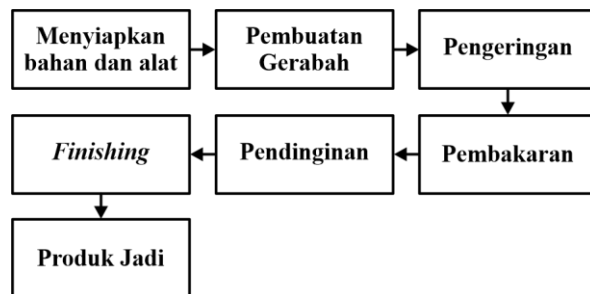 Menyiapkan
bahan dan alat
Pembuatan
Gerabah
Pengeringan
Pembakaran
Pendinginan
Finishing
Produk Jadi